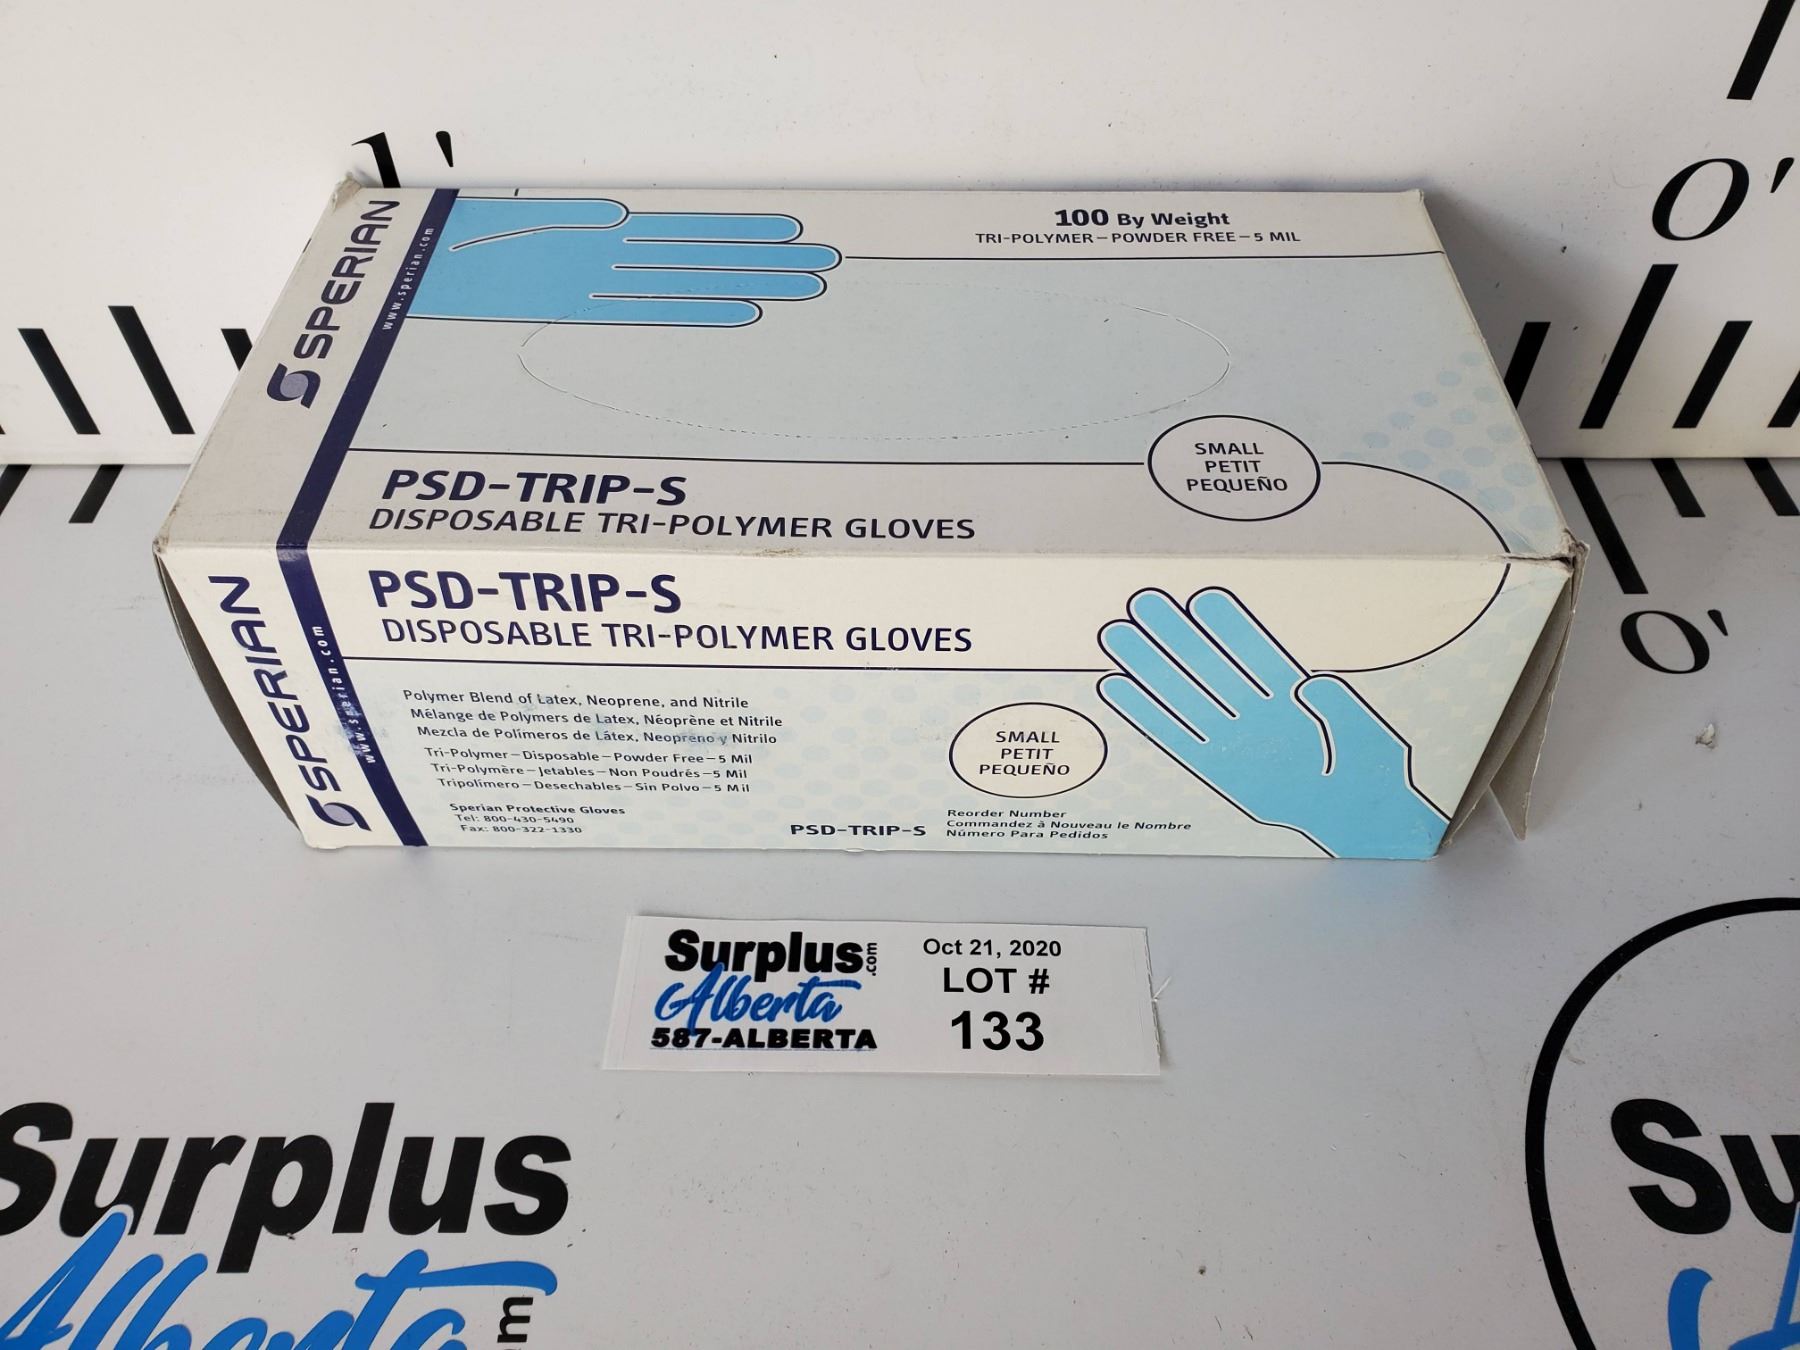 1'
0'
0'
SPERIAN
www.sperian.com
100 By Weight
TRI-POLYMER – POWDER FREE – 5 MIL
SMALL
PETIT
PEQUEÑO
PSD-TRIP-S
DISPOSABLE TRI-POLYMER GLOVES
SPERIAN
www.sperian.com
PSD-TRIP-S
DISPOSABLE TRI-POLYMER GLOVES
Polymer Blend of Latex, Neoprene, and Nitrile
Mélange de Polymers de Latex, Néoprène et Nitrile
Mezcla de Polímeros de Látex, Neopreno y Nitrilo
Tri-Polymer – Disposable – Powder Free – 5 Mil
Tri-Polymère – Jetables – Non Poudrés – 5 Mil
Tripolímero – Desechables – Sin Polvo – 5 Mil
Sperian Protective Gloves
Tel: 800-430-5490
Fax: 800-322-1330
SMALL
PETIT
PEQUEÑO
PSD-TRIP-S
Reorder Number
Commandez à Nouveau le Nombre
Número Para Pedidos
Surplus.com
Alberta
587-ALBERTA
Oct 21, 2020
LOT #
133
Surplus
Alberta
Su